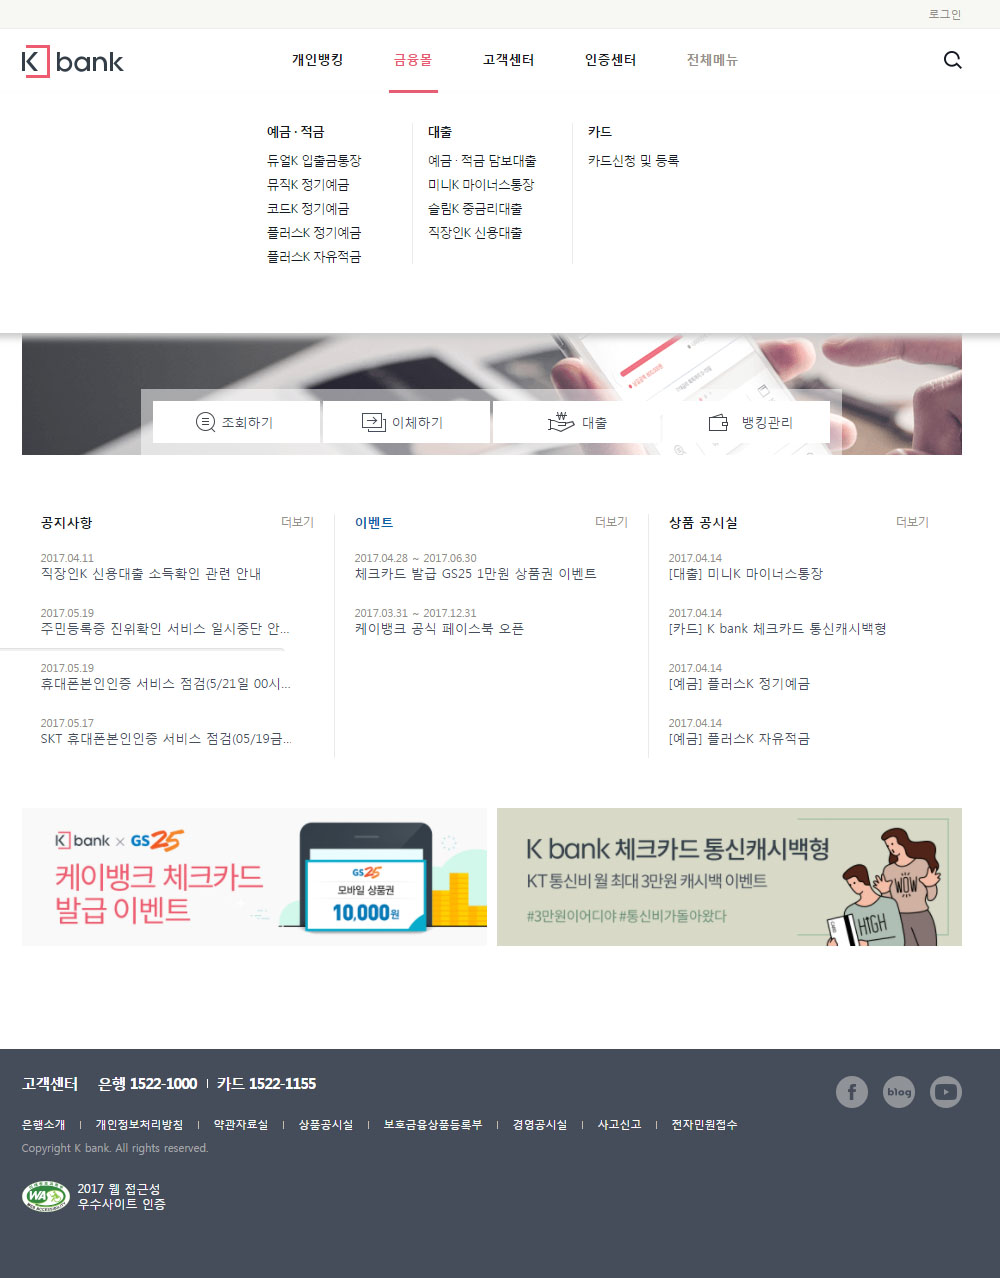 로그인
K bank
개인뱅킹 금융몰 고객센터 인증센터 전체메뉴
예금 · 적금
듀얼K 입출금통장
뮤직K 정기예금
코드K 정기예금
플러스K 정기예금
플러스K 자유적금
대출
예금 · 적금 담보대출
미니K 마이너스통장
슬림K 중금리대출
직장인K 신용대출
카드
카드신청 및 등록
조회하기 이체하기 대출 뱅킹관리
공지사항 더보기
2017.04.11
직장인K 신용대출 소득확인 관련 안내
2017.05.19
주민등록증 진위확인 서비스 일시중단 안...
2017.05.19
휴대폰본인인증 서비스 점검(5/21일 00시...
2017.05.17
SKT 휴대폰본인인증 서비스 점검(05/19금...
이벤트 더보기
2017.04.28 ~ 2017.06.30
체크카드 발급 GS25 1만원 상품권 이벤트
2017.03.31 ~ 2017.12.31
케이뱅크 공식 페이스북 오픈
상품 공시실 더보기
2017.04.14
[대출] 미니K 마이너스통장
2017.04.14
[카드] K bank 체크카드 통신캐시백형
2017.04.14
[예금] 플러스K 정기예금
2017.04.14
[예금] 플러스K 자유적금
K bank × GS25
케이뱅크 체크카드
발급 이벤트
GS25
모바일 상품권
10,000원
K bank 체크카드 통신캐시백형
KT 통신비 월 최대 3만원 캐시백 이벤트
#3만원이어디야 #통신비가돌아왔다
WOW
HIGH
고객센터 은행 1522-1000 | 카드 1522-1155
f blog
은행소개 | 개인정보처리방침 | 약관자료실 | 상품공시실 | 보호금융상품등록부 | 경영공시실 | 사고신고 | 전자민원접수
Copyright K bank. All rights reserved.
WA
2017 웹 접근성
우수사이트 인증